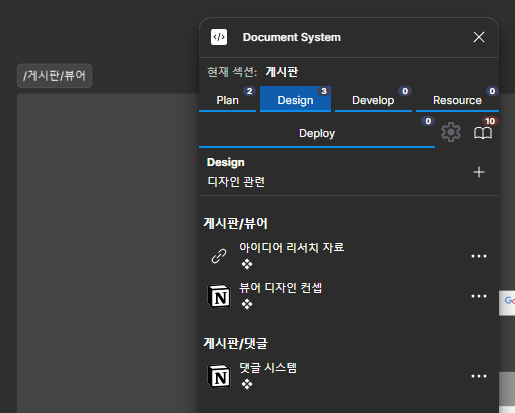 Document System
/게시판/뷰어
현재 섹션: 게시판
Plan 2
Design 3
Develop 0
Resource 0
Deploy 0
10
Design
디자인 관련
게시판/뷰어
아이디어 리서치 자료
N
뷰어 디자인 컨셉
게시판/댓글
N
댓글 시스템